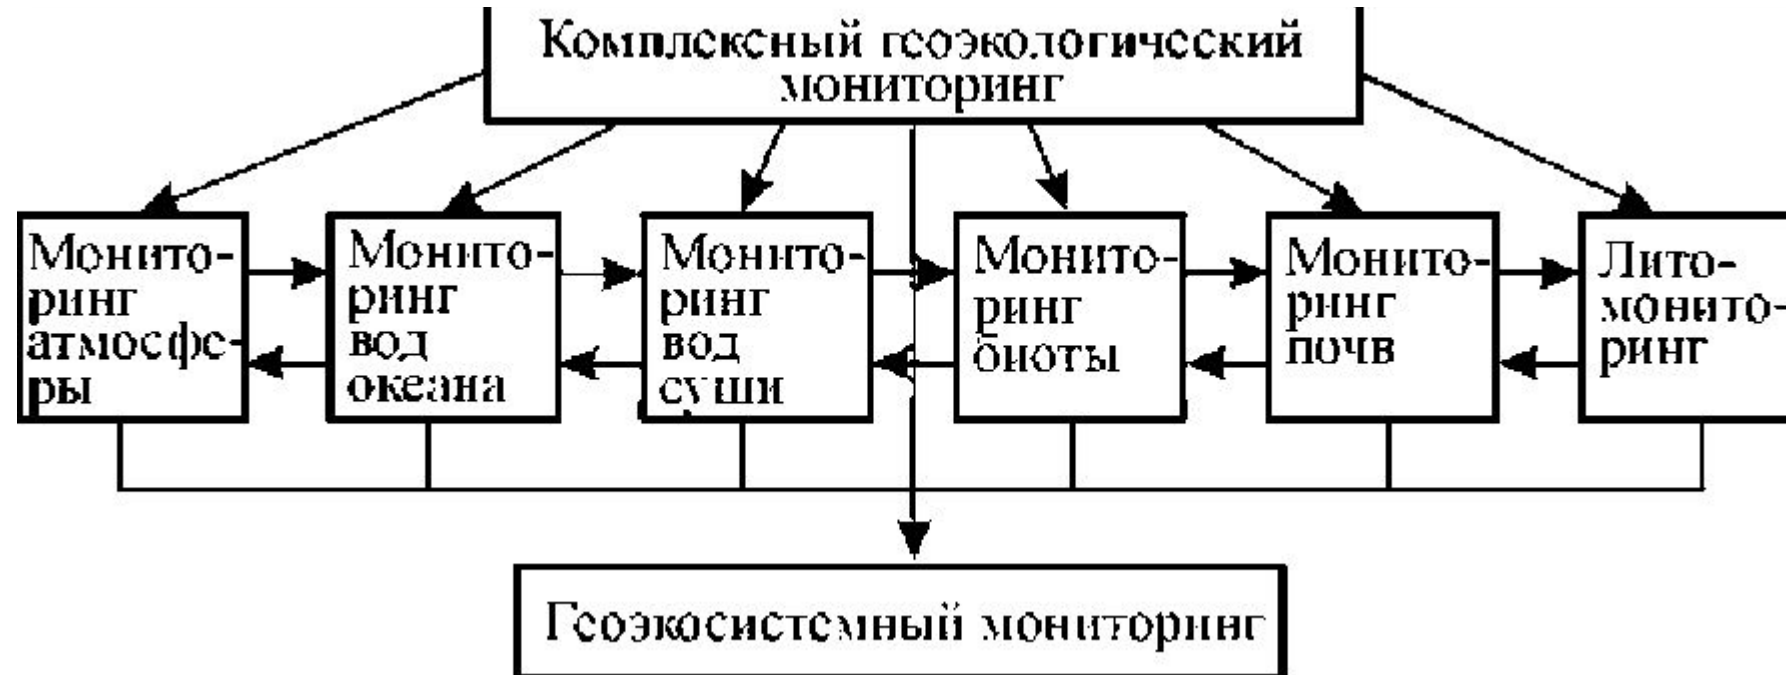 Комплексный геоэкологический
мониторинг
Монито-
ринг
атмосфе-
ры
Монито-
ринг
вод
океана
Монито-
ринг
вод
суши
Монито-
ринг
биоты
Монито-
ринг
почв
Лито-
монито-
ринг
Геоэкосистемный мониторинг